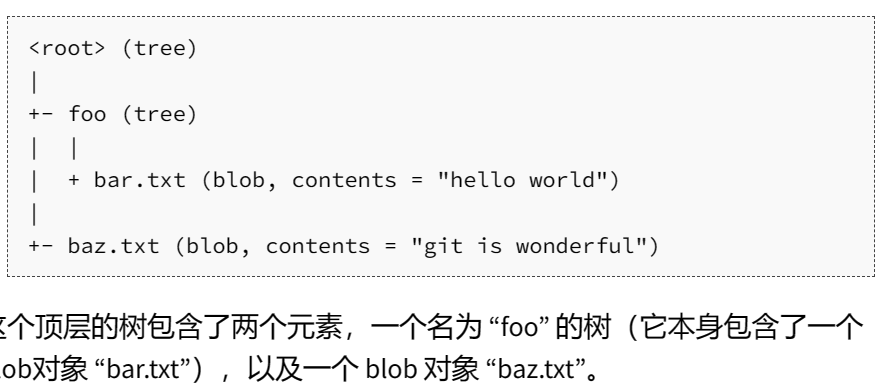 <root> (tree)
|
+- foo (tree)
|  |
|  + bar.txt (blob, contents = "hello world")
|
+- baz.txt (blob, contents = "git is wonderful")
这个顶层的树包含了两个元素，一个名为 “foo” 的树（它本身包含了一个
lob对象 “bar.txt”），以及一个 blob 对象 “baz.txt”。